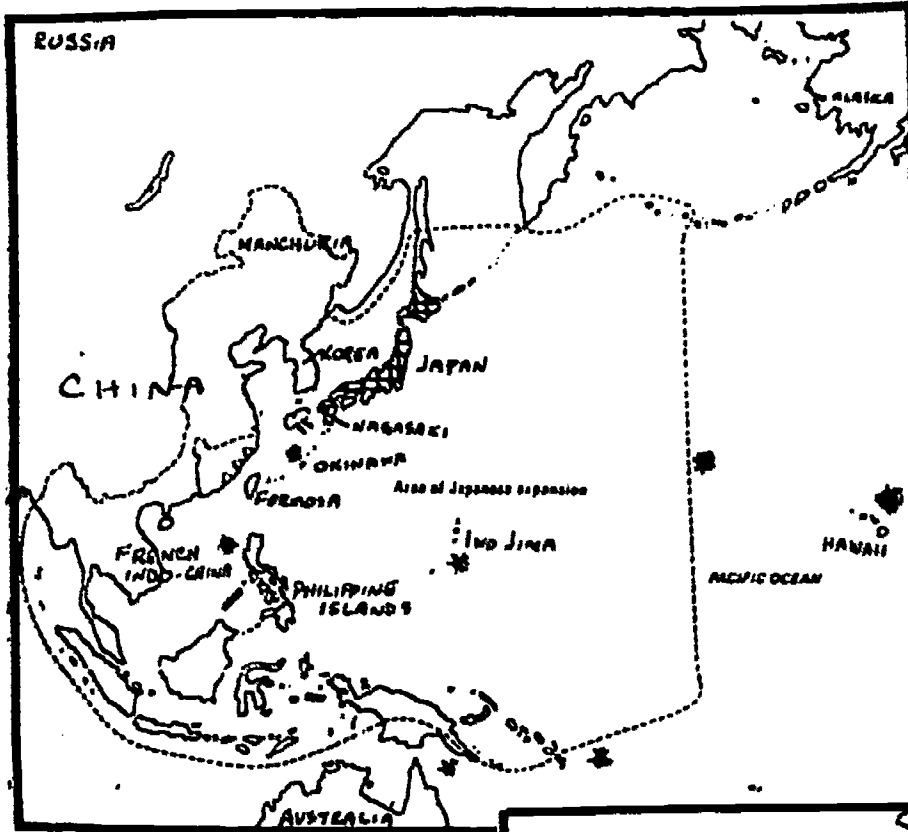 RUSSIA
ALASKA
MANCHURIA
KOREA
JAPAN
CHINA
NAGASAKI
OKINAWA
Area of Japanese expansion
FORMOSA
IWO JIMA
HAWAII
FRENCH
INDO-CHINA
PACIFIC OCEAN
PHILIPPINE
ISLANDS
AUSTRALIA